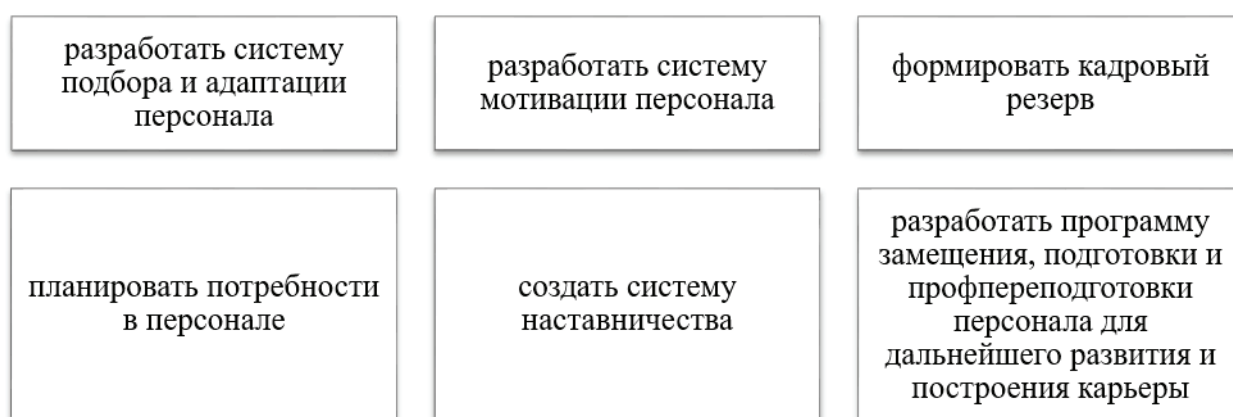 разработать систему
подбора и адаптации
персонала
разработать систему
мотивации персонала
формировать кадровый
резерв
планировать потребности
в персонале
создать систему
наставничества
разработать программу
замещения, подготовки и
профпереподготовки
персонала для
дальнейшего развития и
построения карьеры